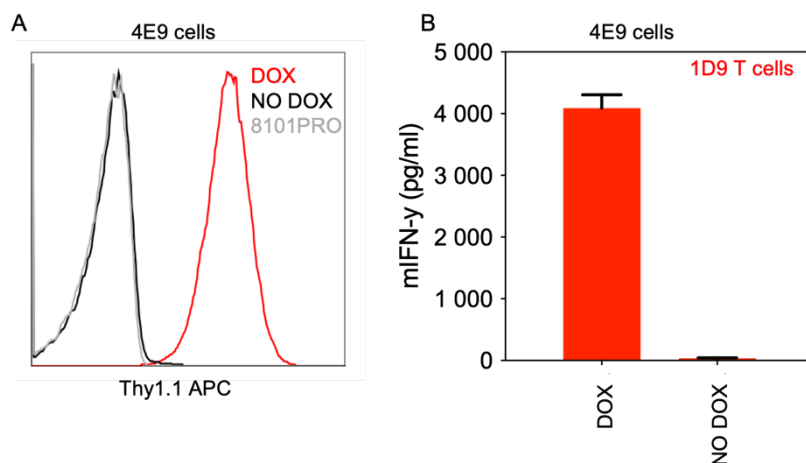 A
4E9 cells
DOX
NO DOX
8101PRO
Thy1.1 APC
B
4E9 cells
1D9 T cells
mIFN-y (pg/ml)
5 000
4 000
3 000
2 000
1 000
0
DOX
NO DOX